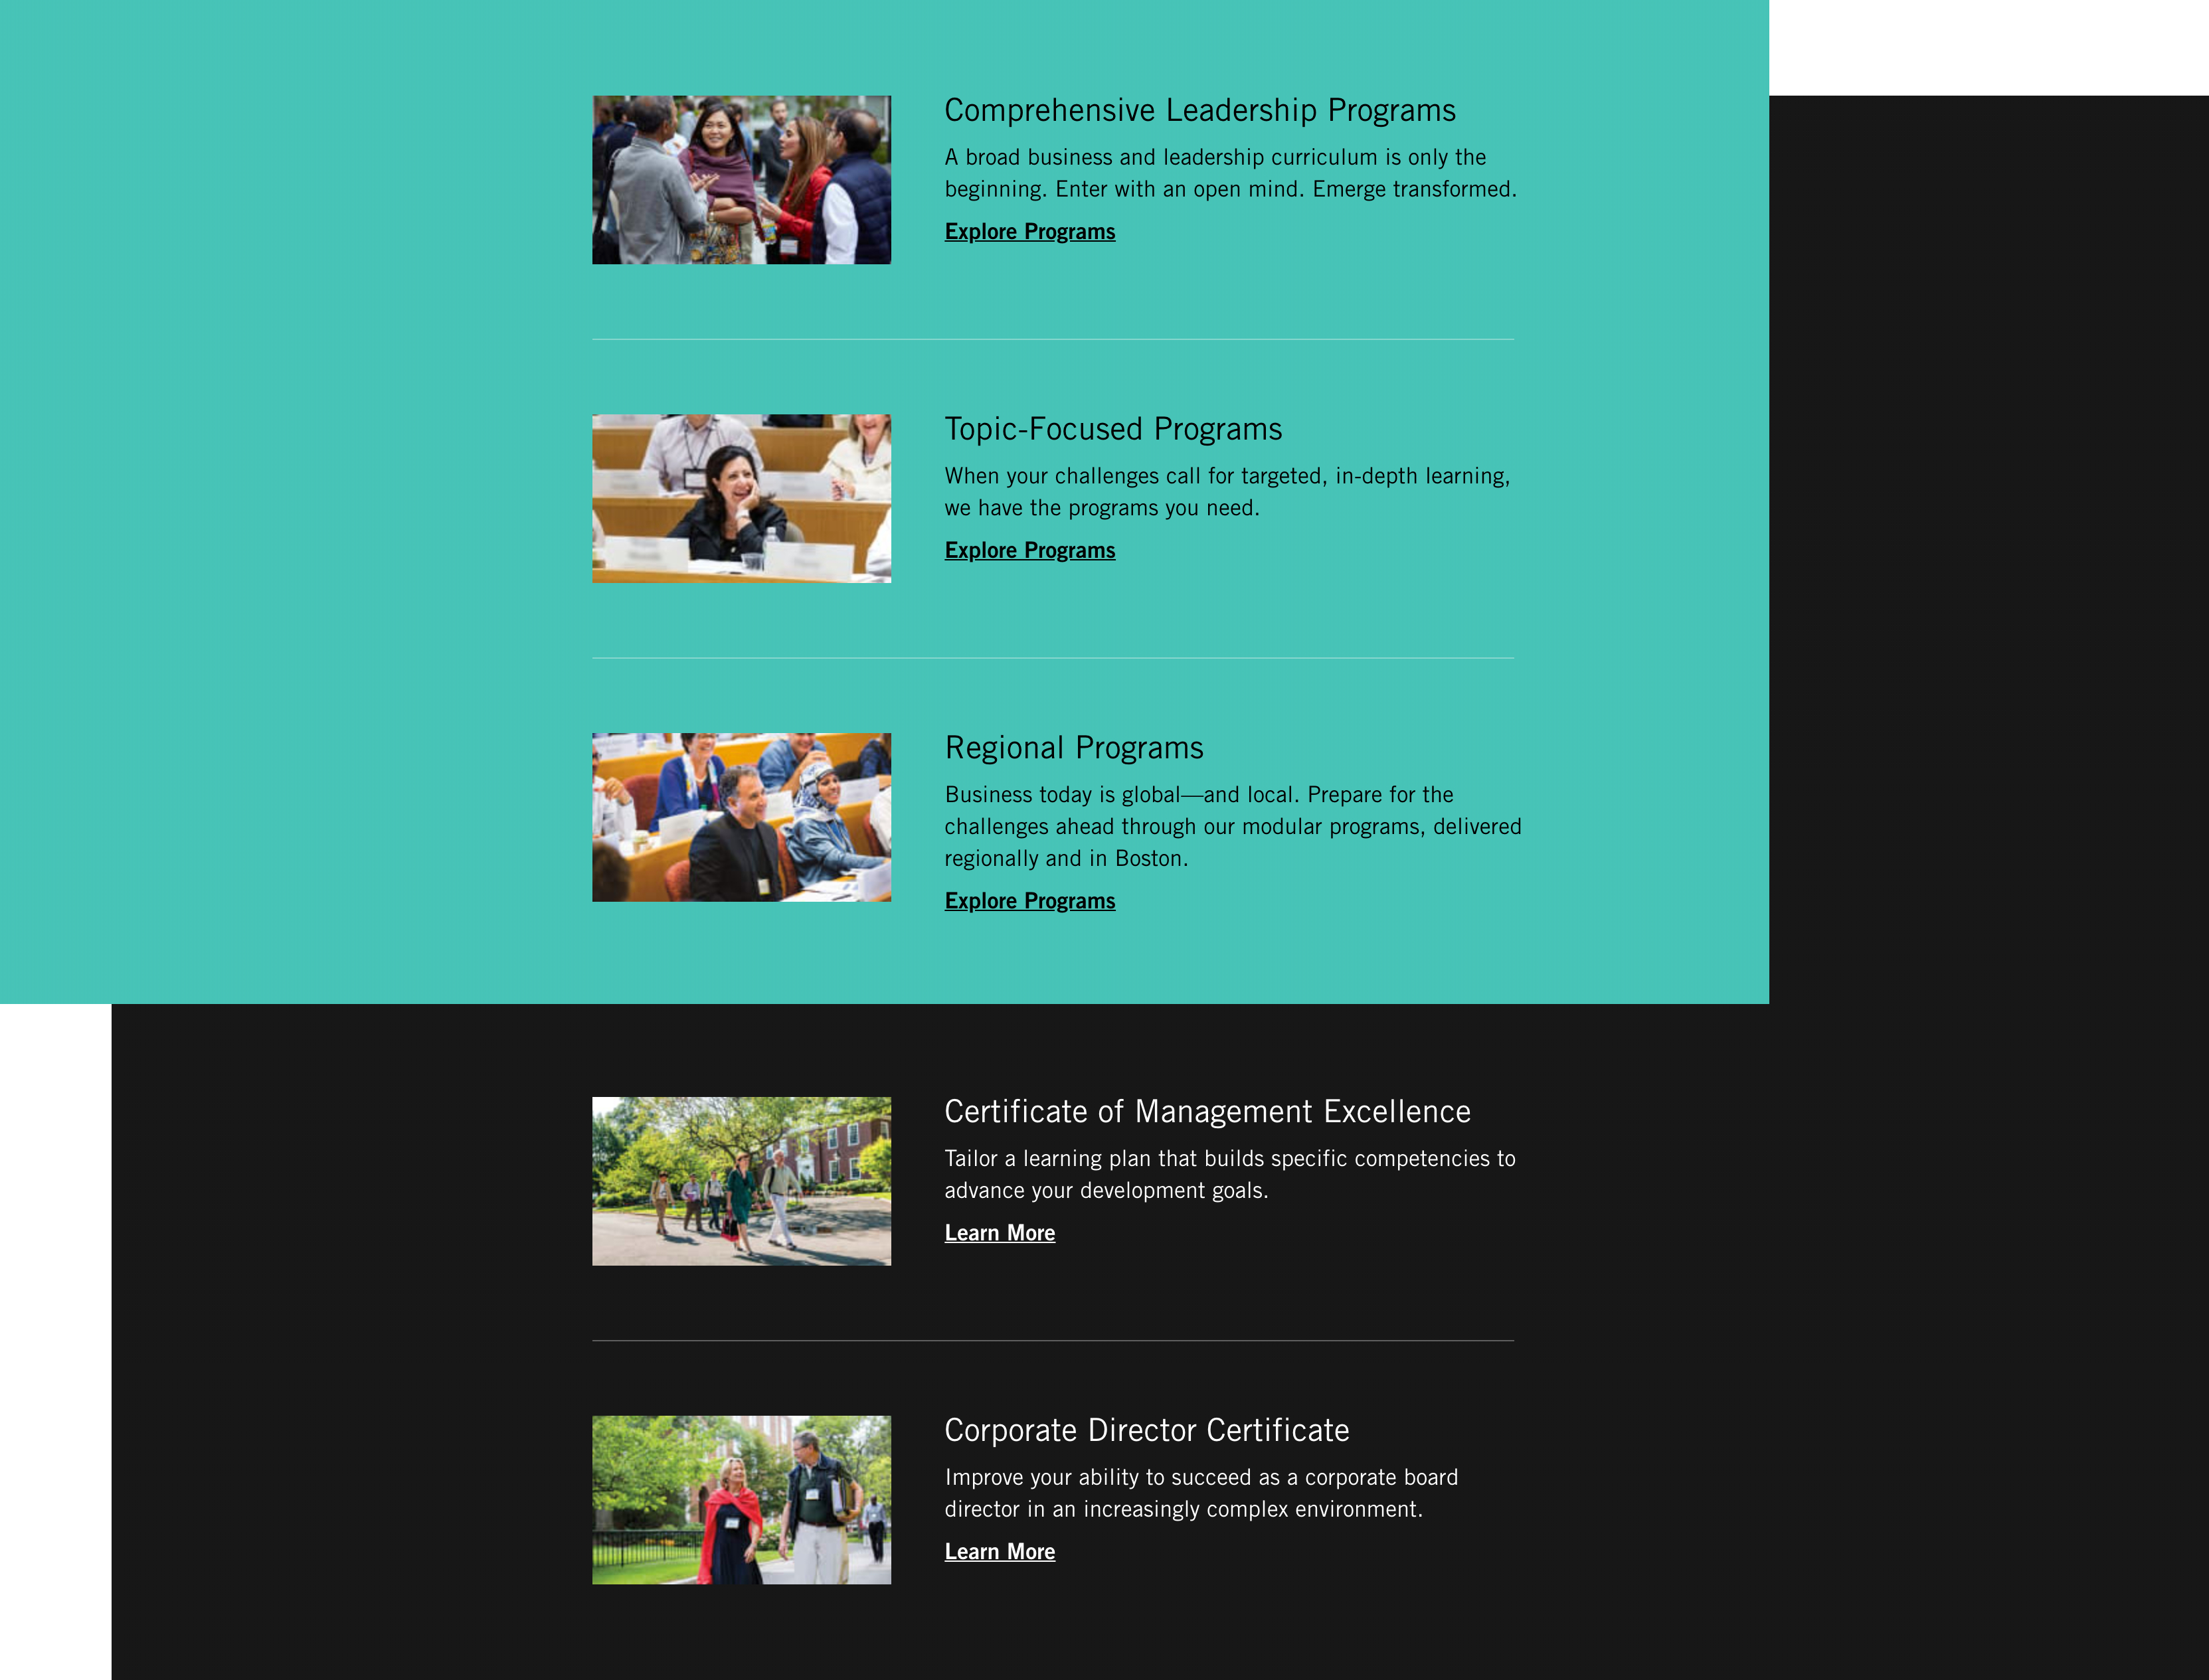 Comprehensive Leadership Programs
A broad business and leadership curriculum is only the
beginning. Enter with an open mind. Emerge transformed.
Explore Programs
Topic-Focused Programs
When your challenges call for targeted, in-depth learning,
we have the programs you need.
Explore Programs
Regional Programs
Business today is global—and local. Prepare for the
challenges ahead through our modular programs, delivered
regionally and in Boston.
Explore Programs
Certificate of Management Excellence
Tailor a learning plan that builds specific competencies to
advance your development goals.
Learn More
Corporate Director Certificate
Improve your ability to succeed as a corporate board
director in an increasingly complex environment.
Learn More